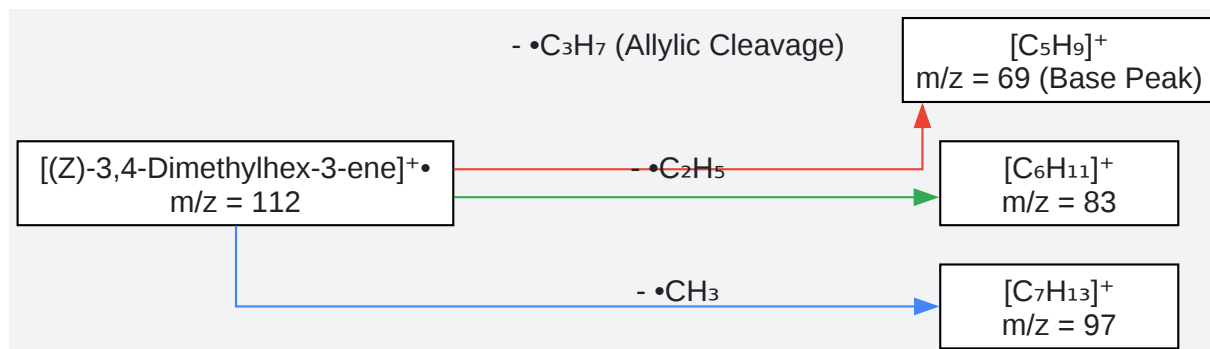 - •C₃H₇ (Allylic Cleavage)
[C₅H₉]⁺
m/z = 69 (Base Peak)
[(Z)-3,4-Dimethylhex-3-ene]⁺•
m/z = 112
- •C₂H₅
[C₆H₁₁]⁺
m/z = 83
- •CH₃
[C₇H₁₃]⁺
m/z = 97